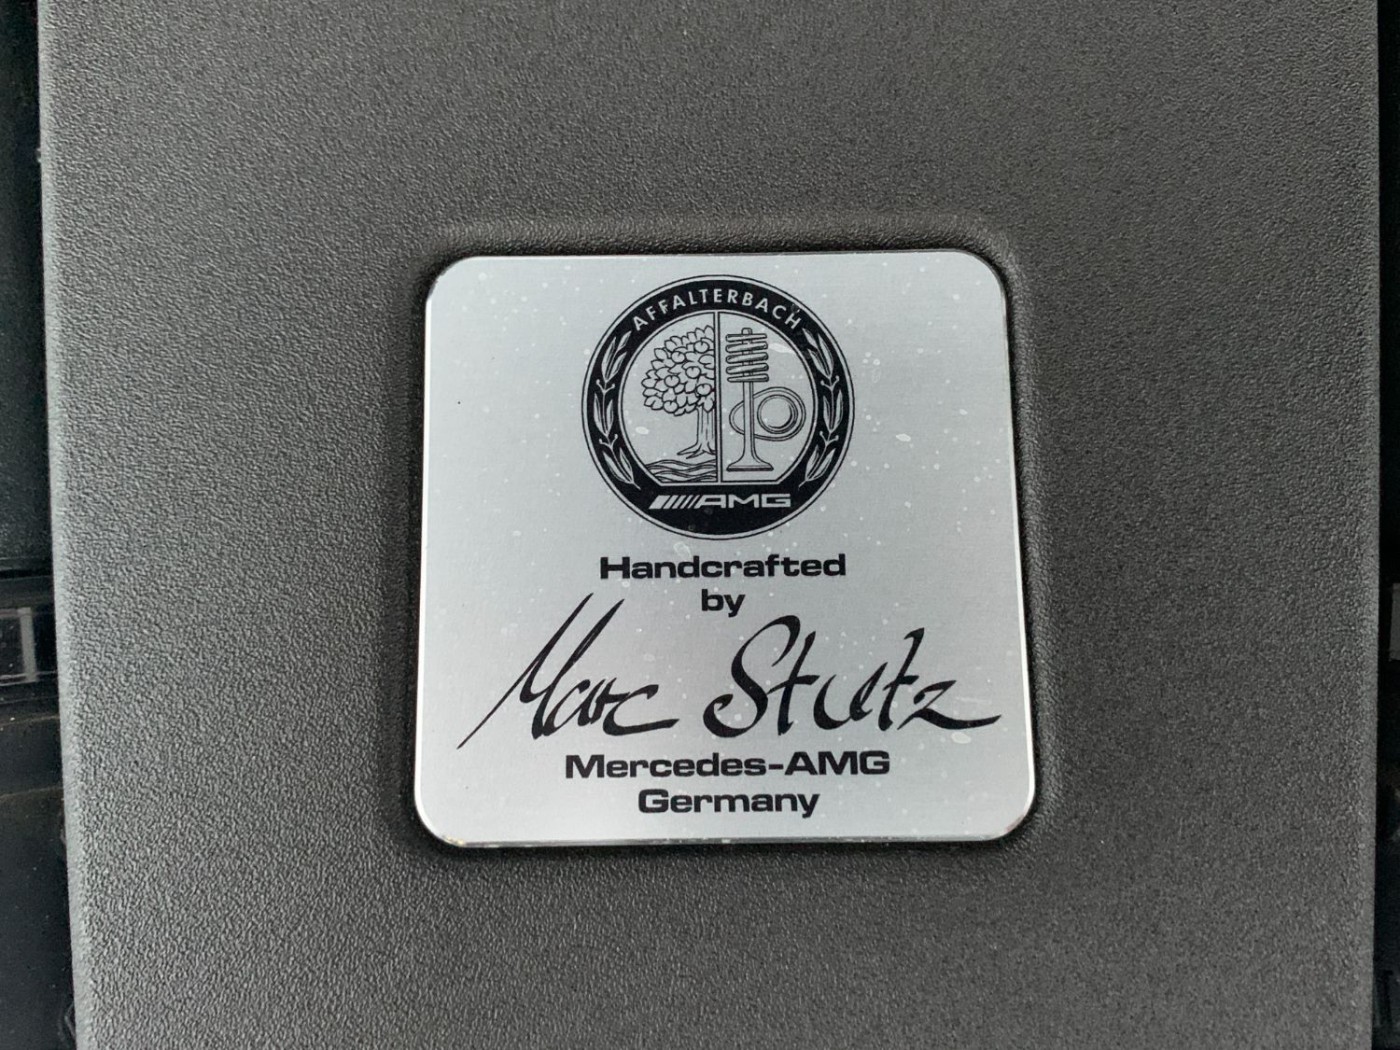 AFFALTERBACH
AMG
Handcrafted
by
Marc Stutz
Mercedes-AMG
Germany